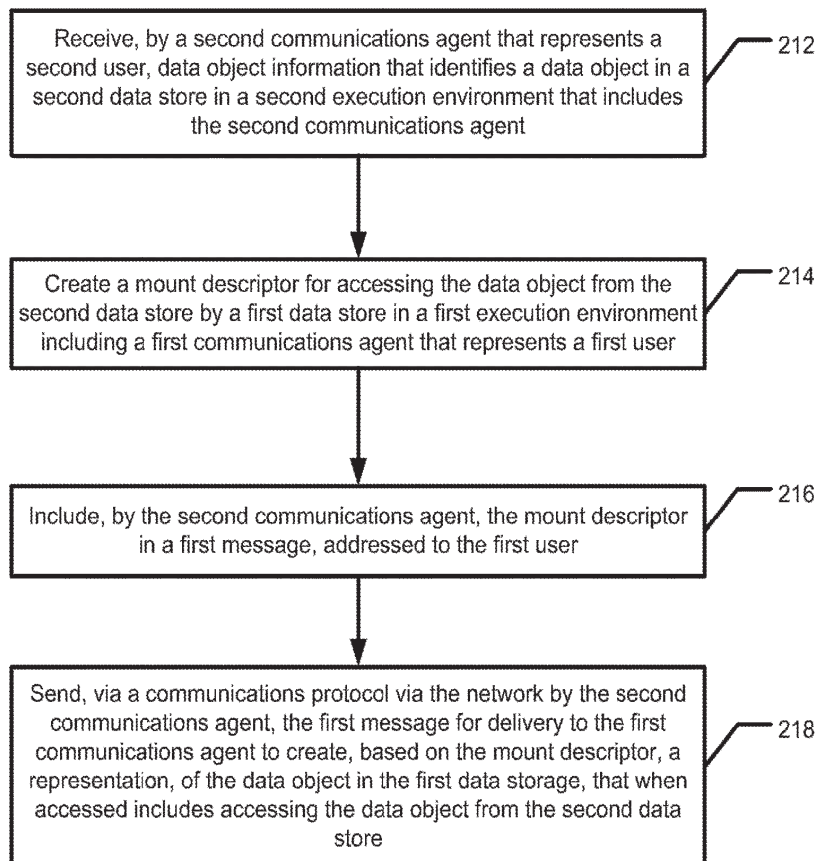 Receive, by a second communications agent that represents a
second user, data object information that identifies a data object in a
second data store in a second execution environment that includes
the second communications agent
212
Create a mount descriptor for accessing the data object from the
second data store by a first data store in a first execution environment
including a first communications agent that represents a first user
214
Include, by the second communications agent, the mount descriptor
in a first message, addressed to the first user
216
Send, via a communications protocol via the network by the second
communications agent, the first message for delivery to the first
communications agent to create, based on the mount descriptor, a
representation, of the data object in the first data storage, that when
accessed includes accessing the data object from the second data
store
218